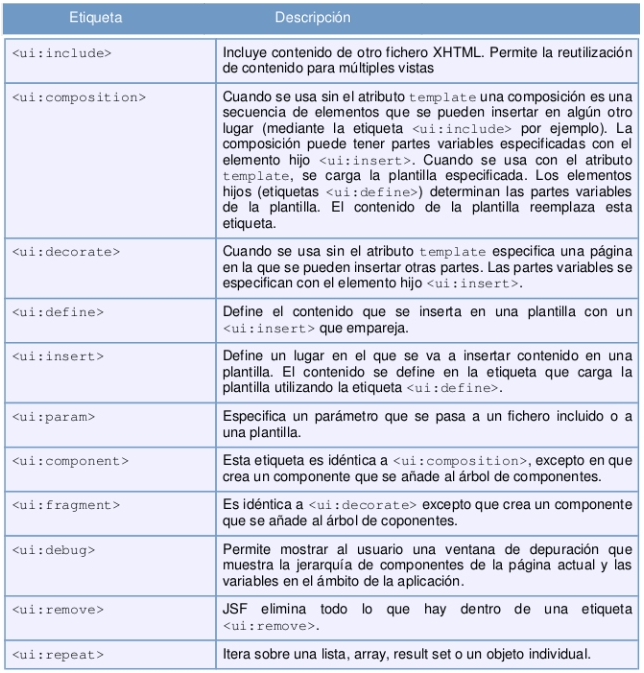 Etiqueta Descripción
<ui:include> Incluye contenido de otro fichero XHTML. Permite la reutilización
de contenido para múltiples vistas
<ui:composition> Cuando se usa sin el atributo template una composición es una
secuencia de elementos que se pueden insertar en algún otro
lugar (mediante la etiqueta <ui:include> por ejemplo). La
composición puede tener partes variables especificadas con el
elemento hijo <ui:insert>. Cuando se usa con el atributo
template, se carga la plantilla especificada. Los elementos
hijos (etiquetas <ui:define>) determinan las partes variables
de la plantilla. El contenido de la plantilla reemplaza esta
etiqueta.
<ui:decorate> Cuando se usa sin el atributo template especifica una página
en la que se pueden insertar otras partes. Las partes variables se
especifican con el elemento hijo <ui:insert>.
<ui:define> Define el contenido que se inserta en una plantilla con un
<ui:insert> que empareja.
<ui:insert> Define un lugar en el que se va a insertar contenido en una
plantilla. El contenido se define en la etiqueta que carga la
plantilla utilizando la etiqueta <ui:define>.
<ui:param> Especifica un parámetro que se pasa a un fichero incluido o a
una plantilla.
<ui:component> Esta etiqueta es idéntica a <ui:composition>, excepto en que
crea un componente que se añade al árbol de componentes.
<ui:fragment> Es idéntica a <ui:decorate> excepto que crea un componente
que se añade al árbol de coponentes.
<ui:debug> Permite mostrar al usuario una ventana de depuración que
muestra la jerarquía de componentes de la página actual y las
variables en el ámbito de la aplicación.
<ui:remove> JSF elimina todo lo que hay dentro de una etiqueta
<ui:remove>.
<ui:repeat> Itera sobre una lista, array, result set o un objeto individual.